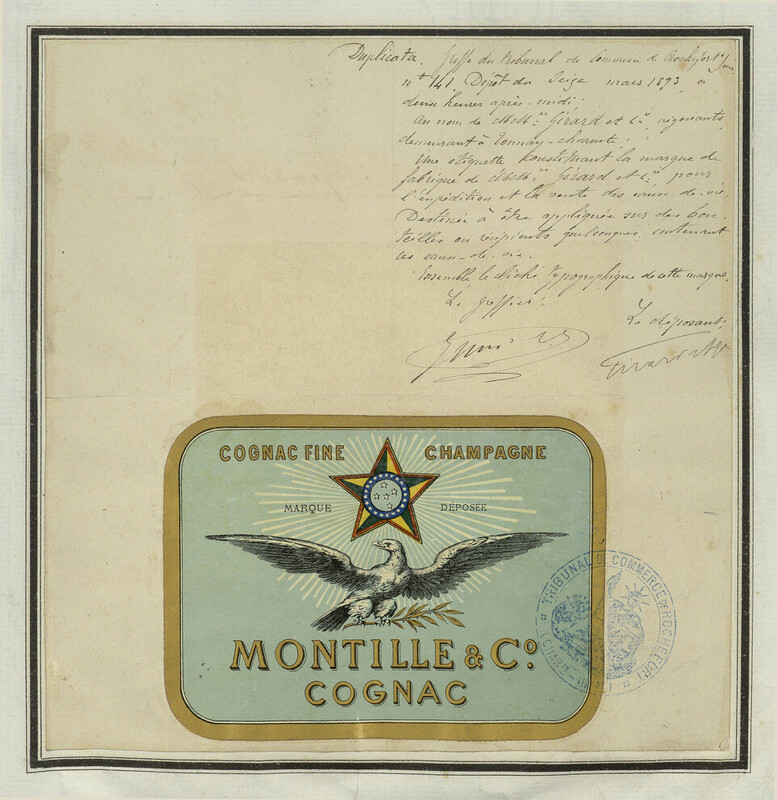 Duplicata. Greffe du tribunal de Commerce de Rochefort s/mer
n° 141 Dépôt du Seize mars 1893, à
deux heures après-midi;
Au nom de MM. Girard et Cie, négociants,
demeurant à Tonnay-charente;
Une étiquette constituant la marque de
fabrique de MM. Girard et Cie, pour
l'expédition et la vente des eaux-de-vie.
Destinée à être appliquée sur des bou-
teilles ou récipients quelconques, contenant
ces eaux-de-vie.
Ensemble, le cliché typographique de cette marque.
Le greffier:
Le déposant:
COGNAC FINE CHAMPAGNE
MARQUE DÉPOSÉE
MONTILLE & Co
COGNAC
TRIBUNAL DE COMMERCE DE ROCHEFORT